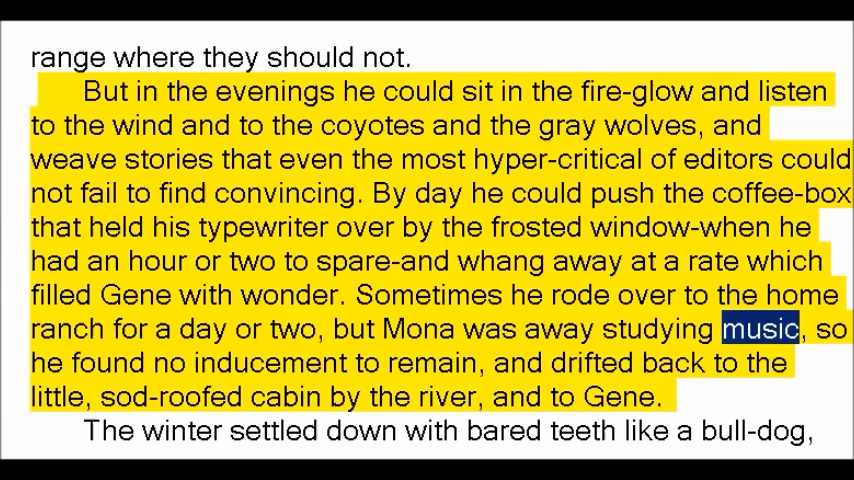 range where they should not.
But in the evenings he could sit in the fire-glow and listen
to the wind and to the coyotes and the gray wolves, and
weave stories that even the most hyper-critical of editors could
not fail to find convincing. By day he could push the coffee-box
that held his typewriter over by the frosted window-when he
had an hour or two to spare-and whang away at a rate which
filled Gene with wonder. Sometimes he rode over to the home
ranch for a day or two, but Mona was away studying music, so
he found no inducement to remain, and drifted back to the
little, sod-roofed cabin by the river, and to Gene.
The winter settled down with bared teeth like a bull-dog,